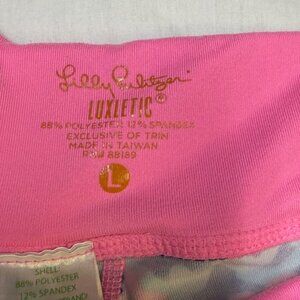 Lilly Pulitzer®
LUXLETIC®
88% POLYESTER 12% SPANDEX
EXCLUSIVE OF TRIM
MADE IN TAIWAN
RN# 88189
L
SHELL
88% POLYESTER
12% SPANDEX